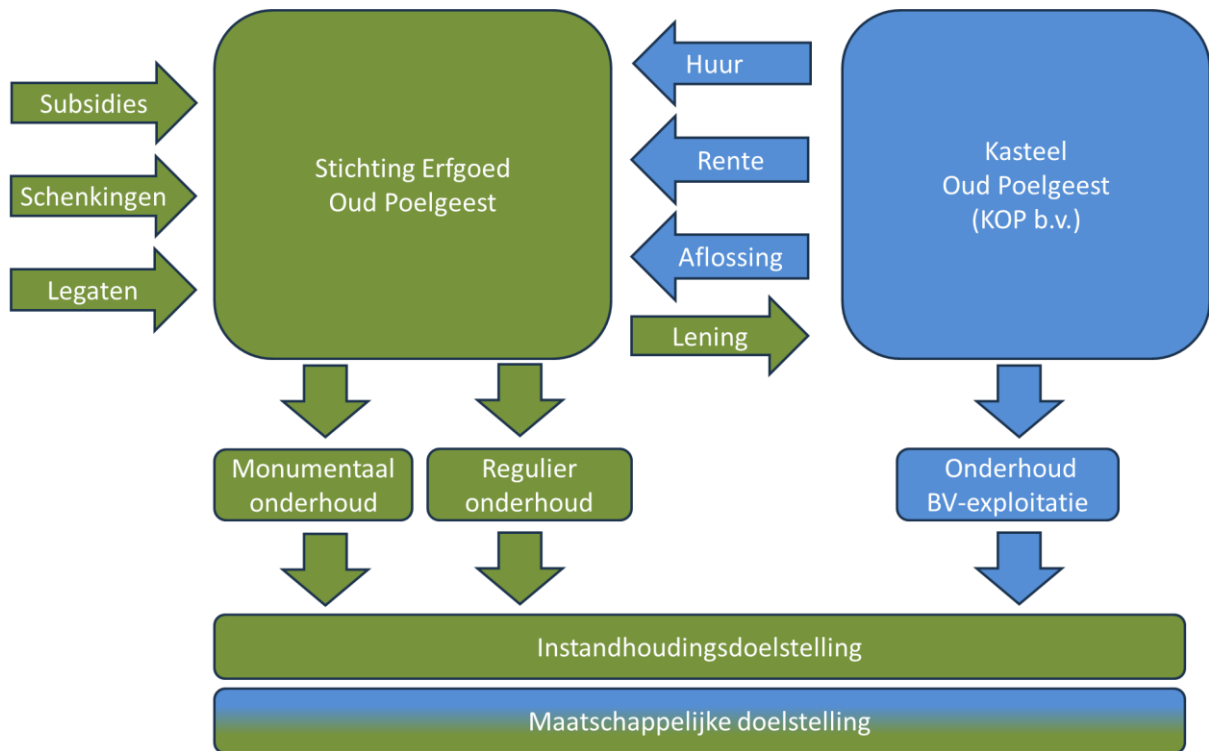 Subsidies
Schenkingen
Legaten
Stichting Erfgoed
Oud Poelgeest
Huur
Rente
Aflossing
Lening
Kasteel
Oud Poelgeest
(KOP b.v.)
Monumentaal
onderhoud
Regulier
onderhoud
Onderhoud
BV-exploitatie
Instandhoudingsdoelstelling
Maatschappelijke doelstelling